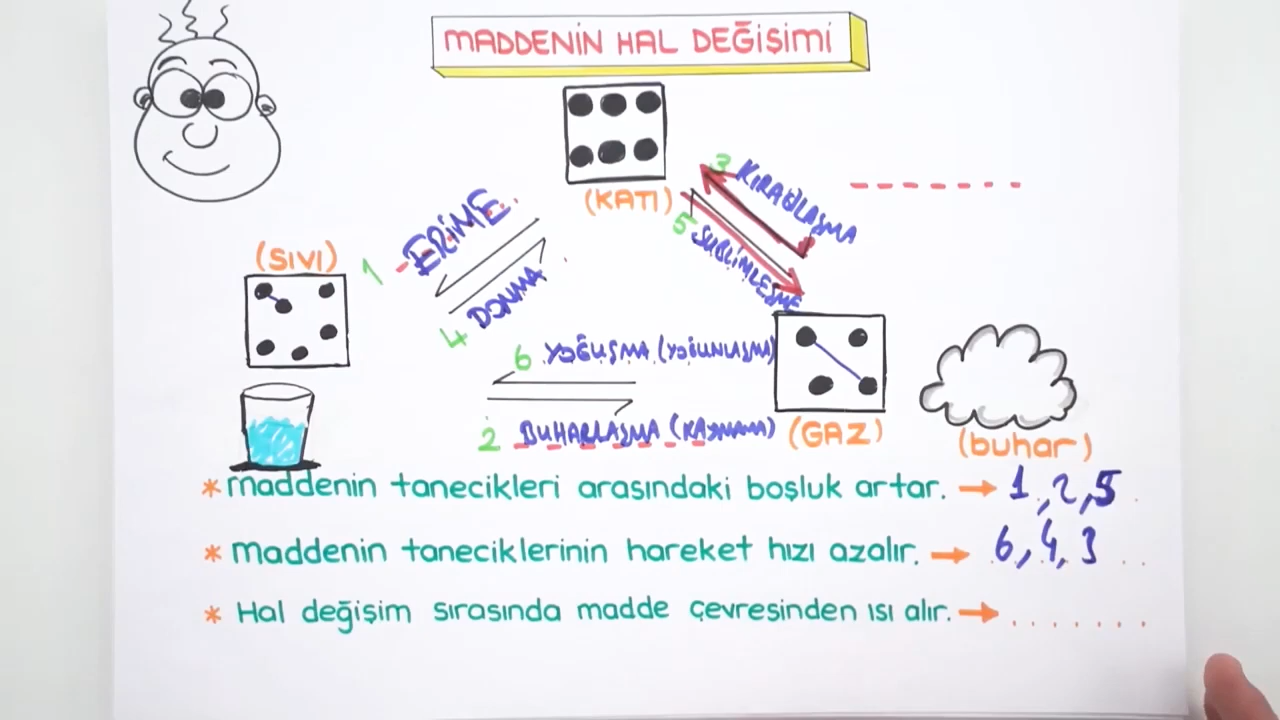 MADDENİN HAL DEĞİŞİMİ
(KATI)
3 KIRAĞILAŞMA
5 SUBLİMLEŞME
1 ERİME
4 DONMA
(SIVI)
6 YOĞUŞMA (YOĞUNLAŞMA)
2 BUHARLAŞMA (KAYNAMA)
(GAZ)
(buhar)
* maddenin tanecikleri arasındaki boşluk artar. → 1, 2, 5
* maddenin taneciklerinin hareket hızı azalır. → 6, 4, 3
* Hal değişim sırasında madde çevresinden ısı alır. → .......